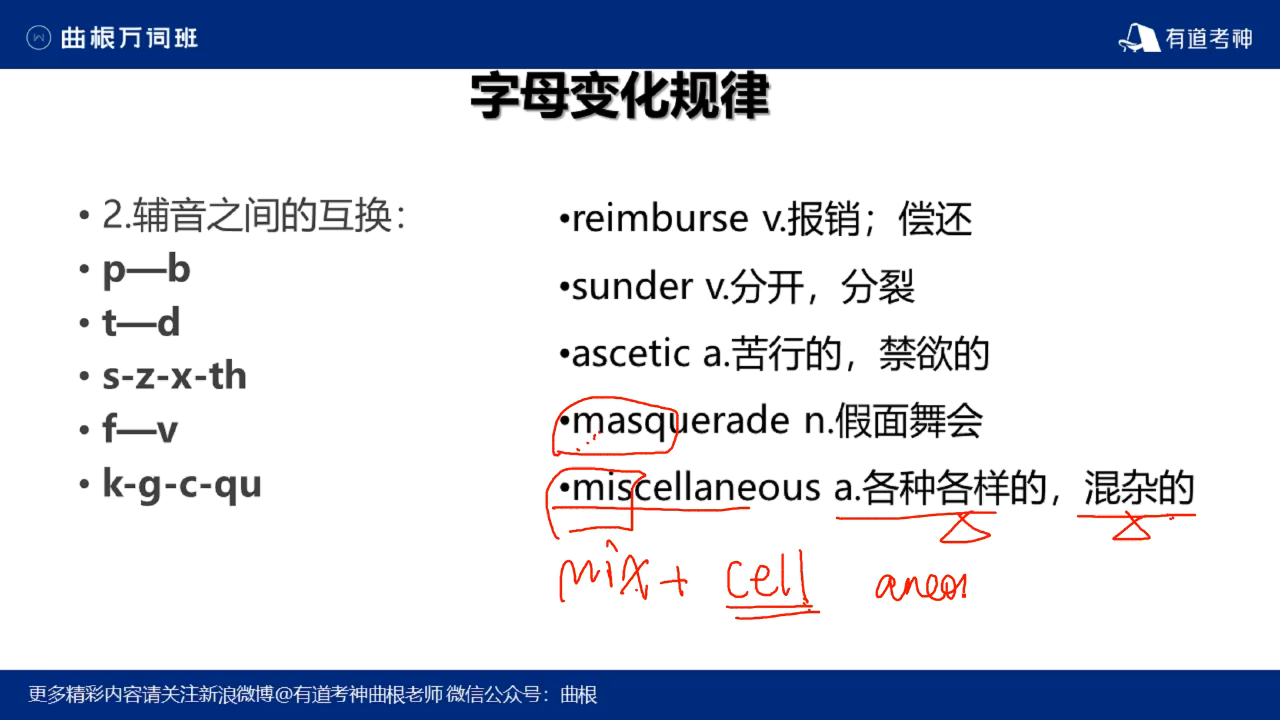 曲根万词班
有道考神
字母变化规律
• 2.辅音之间的互换：
• p—b
• t—d
• s-z-x-th
• f—v
• k-g-c-qu
•reimburse v.报销；偿还
•sunder v.分开，分裂
•ascetic a.苦行的，禁欲的
•masquerade n.假面舞会
•miscellaneous a.各种各样的，混杂的
mix + cell
更多精彩内容请关注新浪微博@有道考神曲根老师 微信公众号：曲根